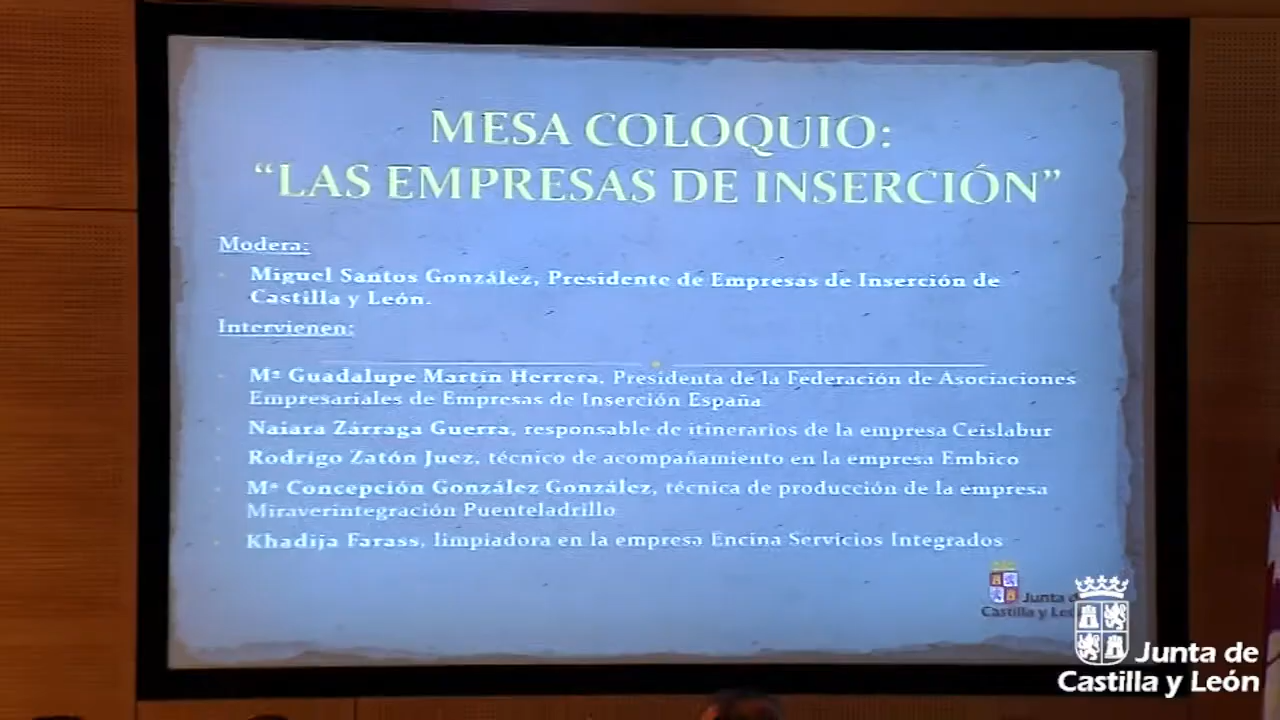 MESA COLOQUIO:
“LAS EMPRESAS DE INSERCIÓN”
Modera:
Miguel Santos González, Presidente de Empresas de Inserción de
Castilla y León.
Intervienen:
Mª Guadalupe Martín Herrera, Presidenta de la Federación de Asociaciones
Empresariales de Empresas de Inserción España
Naiara Zárraga Guerra, responsable de itinerarios de la empresa Ceislabur
Rodrigo Zatón Juez, técnico de acompañamiento en la empresa Embico
Mª Concepción González González, técnica de producción de la empresa
Miraverintegración Puenteladrillo
Khadija Farass, limpiadora en la empresa Encina Servicios Integrados
Junta de
Castilla y León
Junta de
Castilla y León